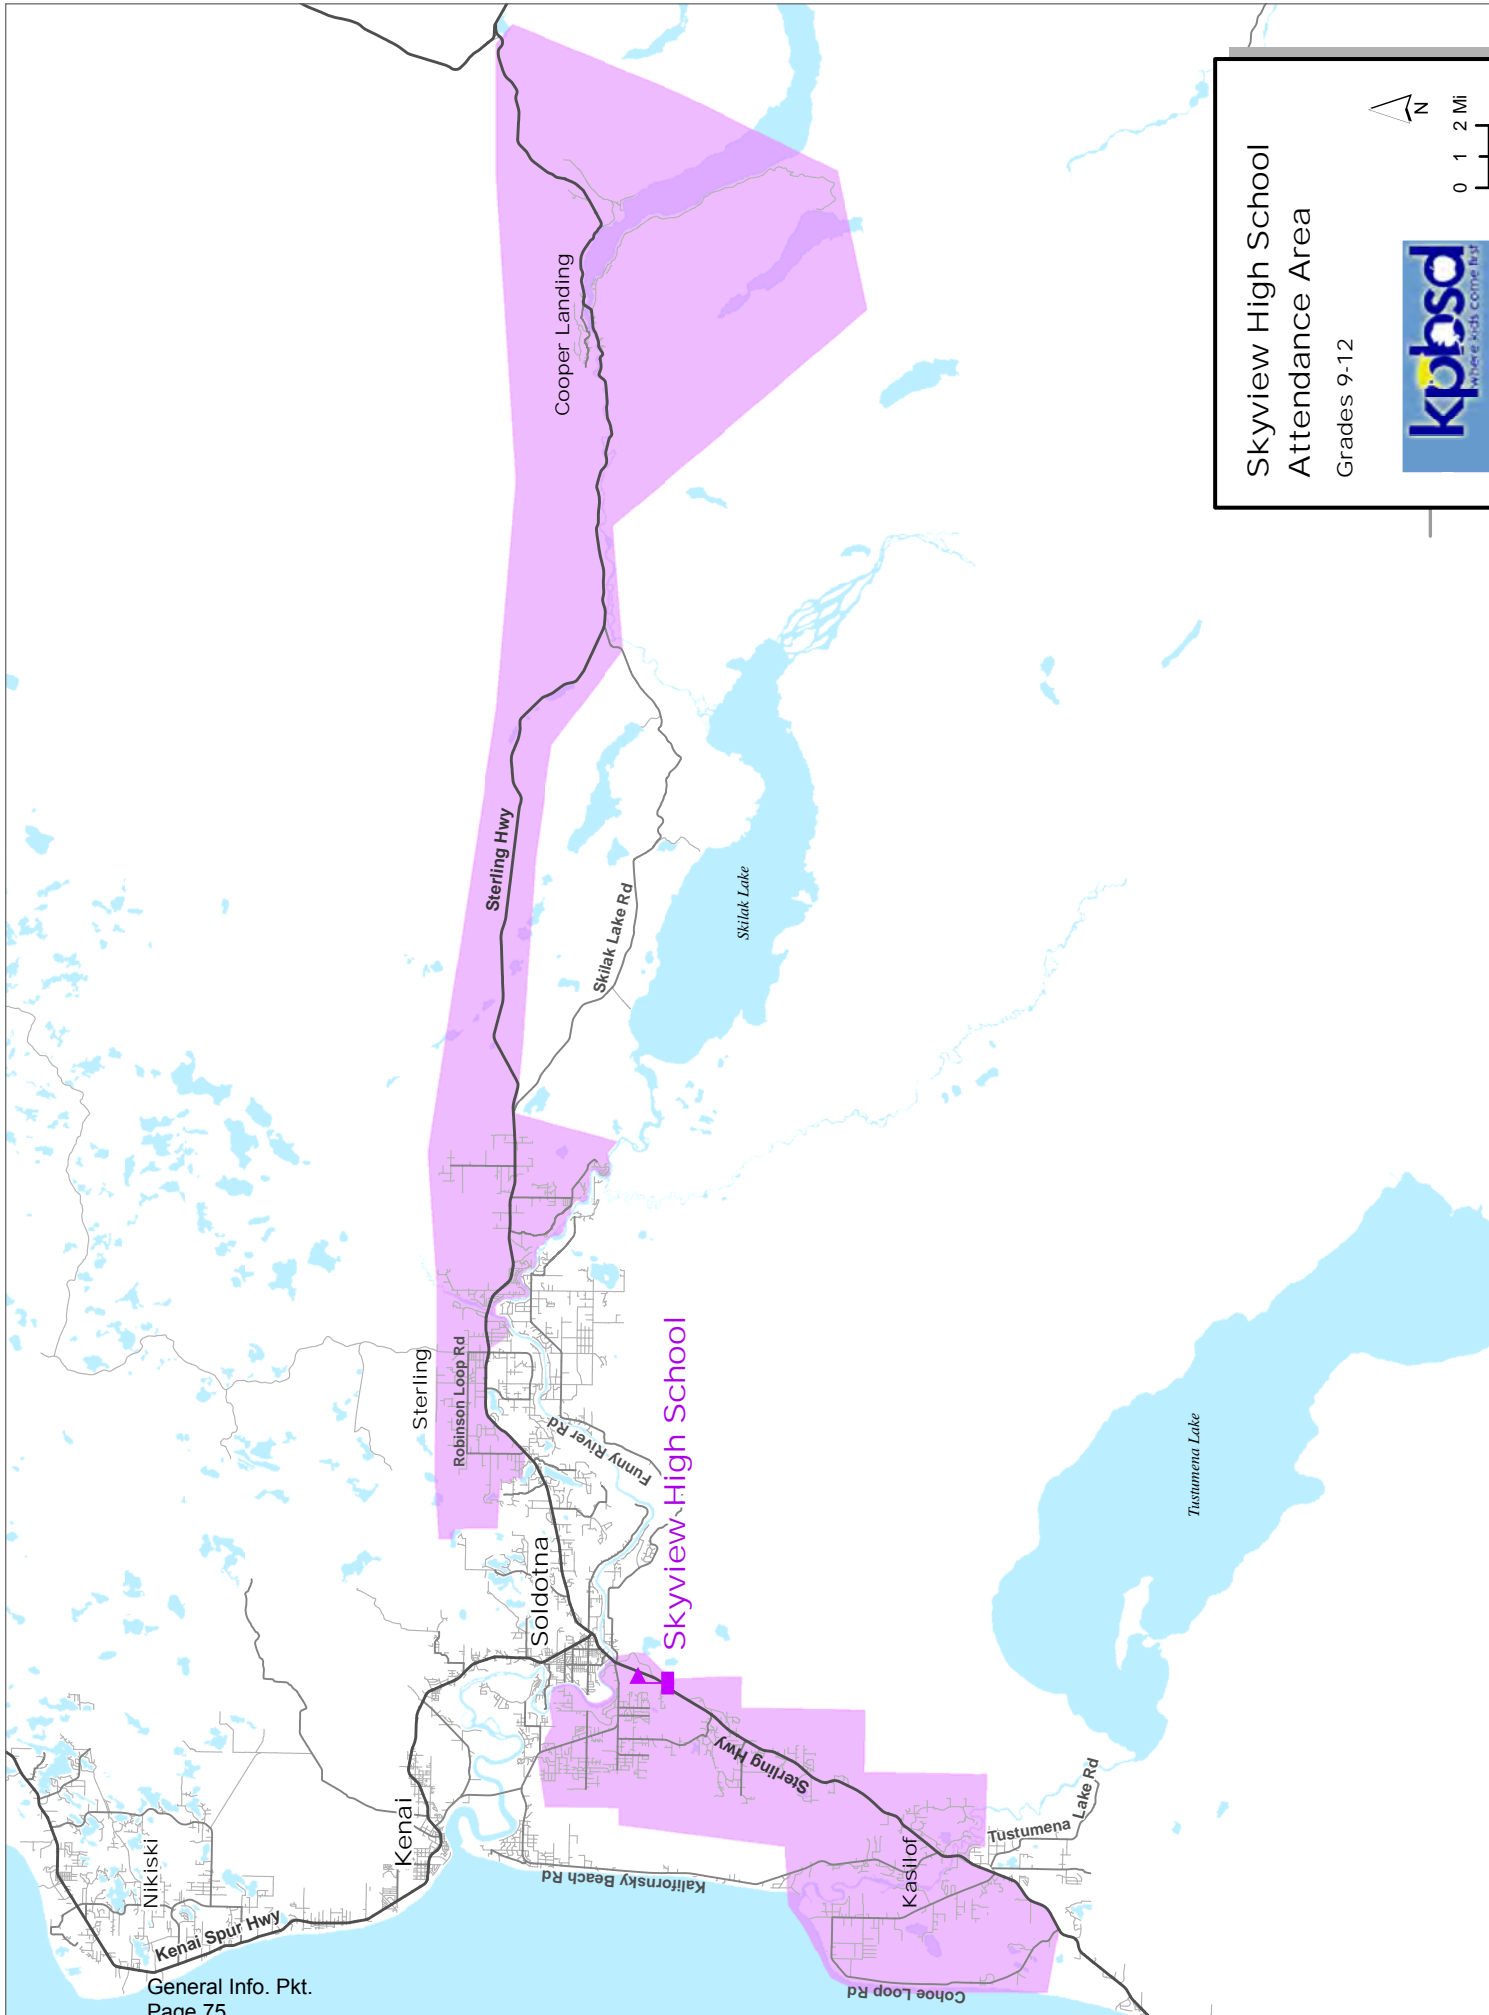 Skyview High School
Attendance Area
Grades 9-12
kpbsd
where kids come first
N
0 1 2 Mi
Cooper Landing
Sterling Hwy
Skilak Lake Rd
Skilak Lake
Sterling
Robinson Loop Rd
Funny River Rd
Soldotna
Skyview High School
Tustumena Lake
Kenai
Nikiski
Kenai Spur Hwy
Sterling Hwy
Kalifornsky Beach Rd
Kasilof
Tustumena Lake Rd
Cohoe Loop Rd
General Info. Pkt.
Page 75